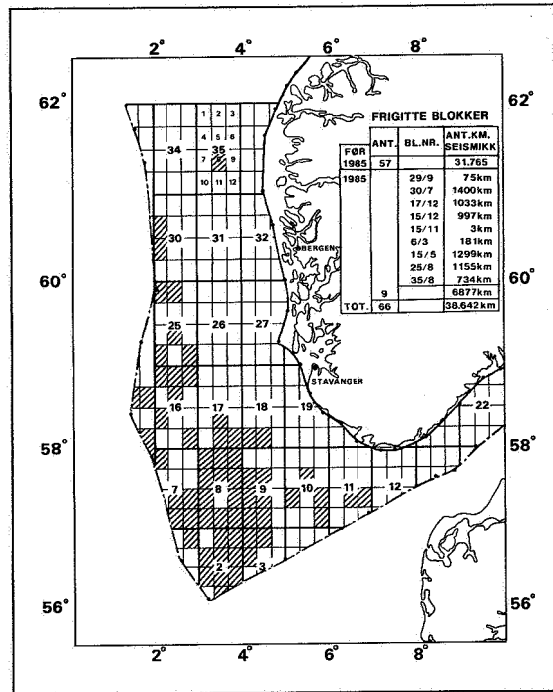 2° 4° 6° 8°
62° 62°
FRIGITTE BLOKKER
FØR 1985 ANT. BL.NR. ANT.KM. SEISMIKK
57 31.765
1985 29/9 75km
30/7 1400km
17/12 1033km
15/12 997km
15/11 3km
6/3 181km
15/5 1299km
25/8 1155km
35/8 734km
9 6877km
TOT. 66 38.642km
1 2 3
4 5 6
34 35
7 8 9
10 11 12
30 31 32
BERGEN
60° 60°
25 26 27
STAVANGER
16 17 18 19 22
58° 58°
7 8 9 10 11 12
2 3
56° 56°
2° 4° 6° 8°